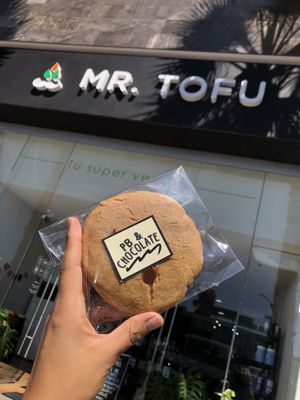 MR. TOFU
Tu súper ve
PB &
CHOCOLATE